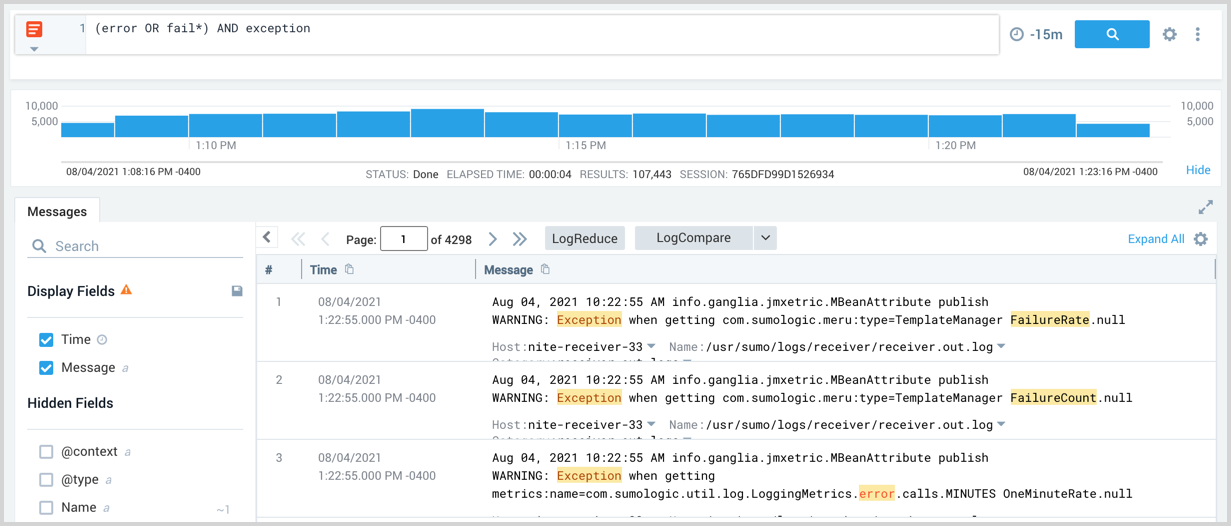 1 (error OR fail*) AND exception
-15m
10,000 10,000
5,000 5,000
1:10 PM 1:15 PM 1:20 PM
08/04/2021 1:08:16 PM -0400 STATUS: Done ELAPSED TIME: 00:00:04 RESULTS: 107,443 SESSION: 765DFD99D1526934 08/04/2021 1:23:16 PM -0400 Hide
Messages
Search
Display Fields
Time
Message a
Hidden Fields
@context a
@type a
Name a ~1
Page: 1 of 4298 LogReduce LogCompare Expand All
# Time Message
1 08/04/2021 Aug 04, 2021 10:22:55 AM info.ganglia.jmxetric.MBeanAttribute publish
1:22:55.000 PM -0400 WARNING: Exception when getting com.sumologic.meru:type=TemplateManager FailureRate.null
Host:nite-receiver-33 Name:/usr/sumo/logs/receiver/receiver.out.log
2 08/04/2021 Aug 04, 2021 10:22:55 AM info.ganglia.jmxetric.MBeanAttribute publish
1:22:55.000 PM -0400 WARNING: Exception when getting com.sumologic.meru:type=TemplateManager FailureCount.null
Host:nite-receiver-33 Name:/usr/sumo/logs/receiver/receiver.out.log
3 08/04/2021 Aug 04, 2021 10:22:55 AM info.ganglia.jmxetric.MBeanAttribute publish
1:22:55.000 PM -0400 WARNING: Exception when getting
metrics:name=com.sumologic.util.log.LoggingMetrics.error.calls.MINUTES OneMinuteRate.null